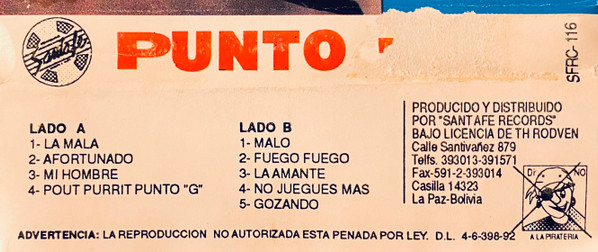 Santa Fe
PUNTO "
SFRC-116
LADO A
1- LA MALA
2- AFORTUNADO
3- MI HOMBRE
4- POUT PURRIT PUNTO "G"
LADO B
1- MALO
2- FUEGO FUEGO
3- LA AMANTE
4- NO JUEGUES MAS
5- GOZANDO
PRODUCIDO Y DISTRIBUIDO
POR "SANTAFE RECORDS"
BAJO LICENCIA DE TH RODVEN
Calle Santivañez 879
Telfs. 393013-391571
Fax-591-2-393014
Casilla 14323
La Paz-Bolivia
DI NO
A LA PIRATERIA
ADVERTENCIA: LA REPRODUCCION NO AUTORIZADA ESTA PENADA POR LEY. D.L. 4-6-398-92